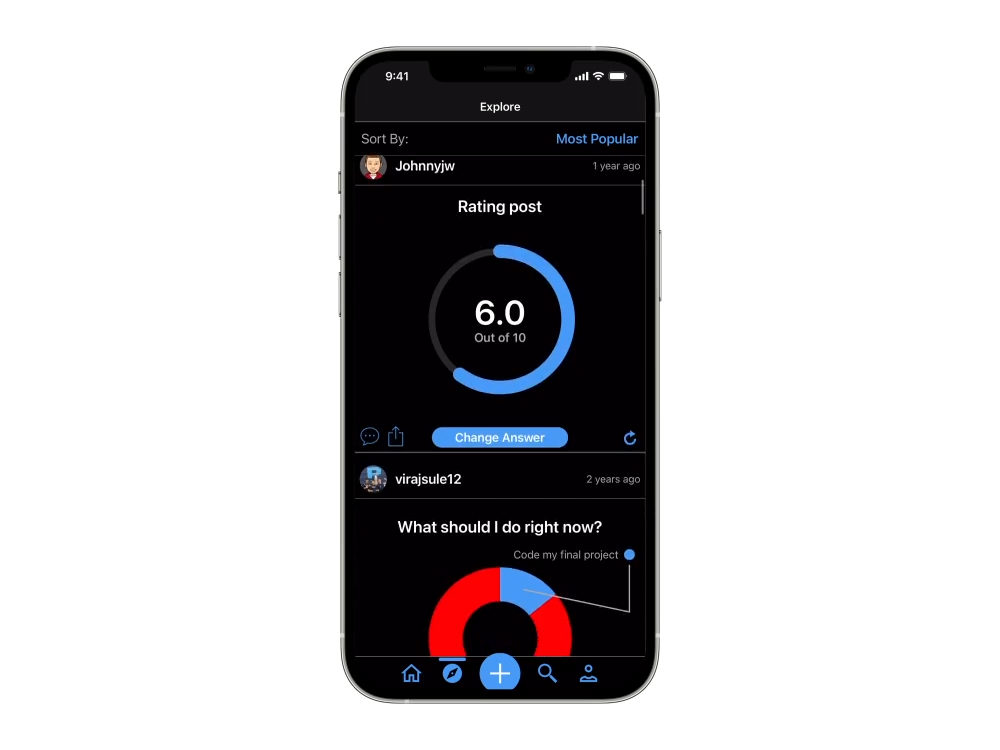 9:41
Explore
Sort By: Most Popular
Johnnyjw 1 year ago
Rating post
6.0
Out of 10
Change Answer
virajsule12 2 years ago
What should I do right now?
Code my final project